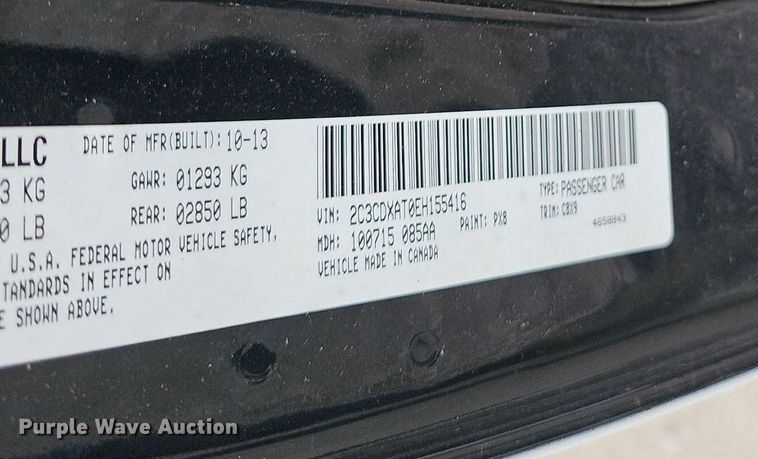 LLC
DATE OF MFR(BUILT): 10-13
3 KG
GAWR: 01293 KG
0 LB
REAR: 02850 LB
U.S.A. FEDERAL MOTOR VEHICLE SAFETY,
TANDARDS IN EFFECT ON
E SHOWN ABOVE.
VIN: 2C3CDXAT0EH155416
TYPE: PASSENGER CAR
MDH: 100715 085AA
PAINT: PX8
TRIM: C8X9
VEHICLE MADE IN CANADA
4658843
Purple Wave Auction